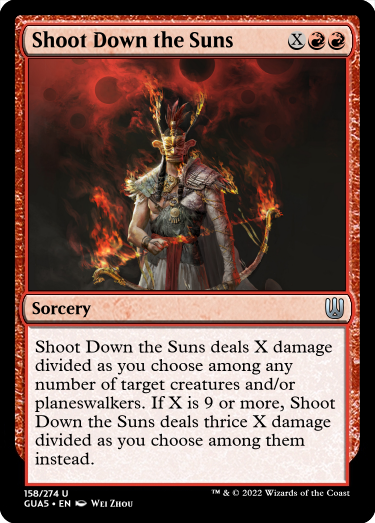 Shoot Down the Suns X
Sorcery
Shoot Down the Suns deals X damage
divided as you choose among any
number of target creatures and/or
planeswalkers. If X is 9 or more, Shoot
Down the Suns deals thrice X damage
divided as you choose among them
instead.
158/274 U ™ & © 2022 Wizards of the Coast
GUA5 • EN Wei Zhou